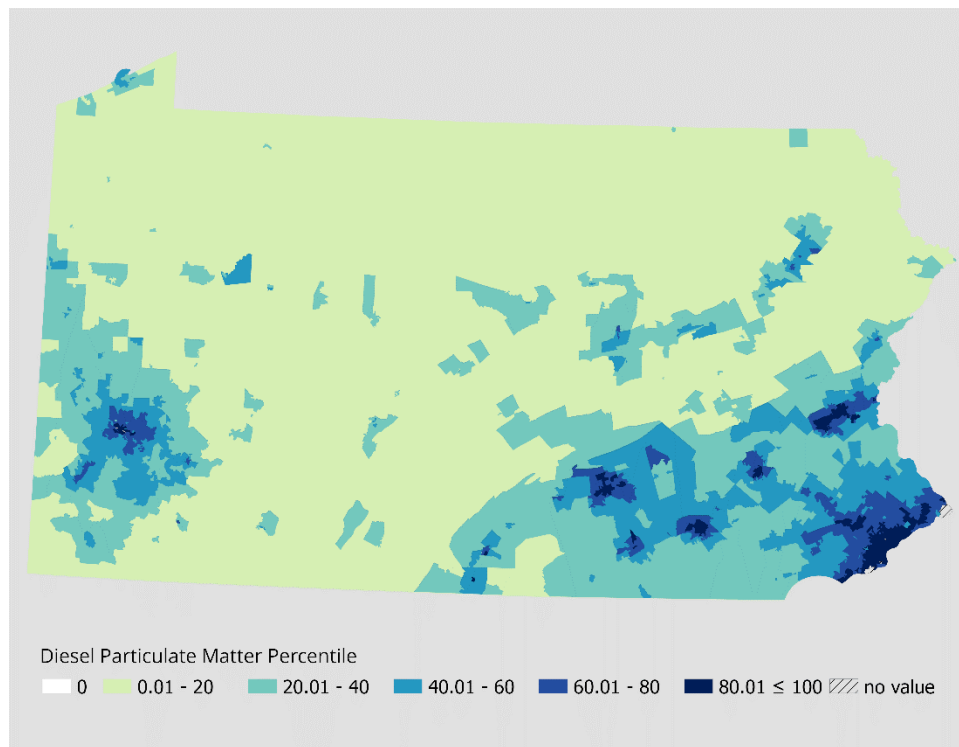 Diesel Particulate Matter Percentile
0 0.01 - 20 20.01 - 40 40.01 - 60 60.01 - 80 80.01 ≤ 100 no value